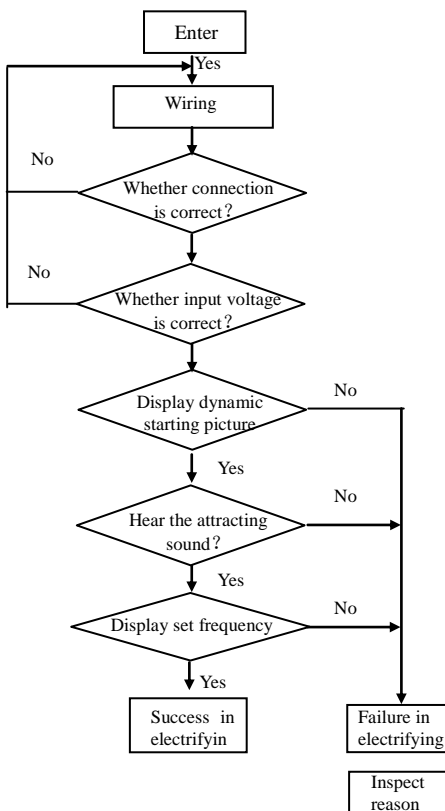 Enter
Yes
Wiring
No
Whether connection
is correct？
No
Whether input voltage
is correct？
No
Display dynamic
starting picture
Yes
No
Hear the attracting
sound？
Yes
No
Display set frequency
Yes
Success in
electrifyin
Failure in
electrifying
Inspect
reason